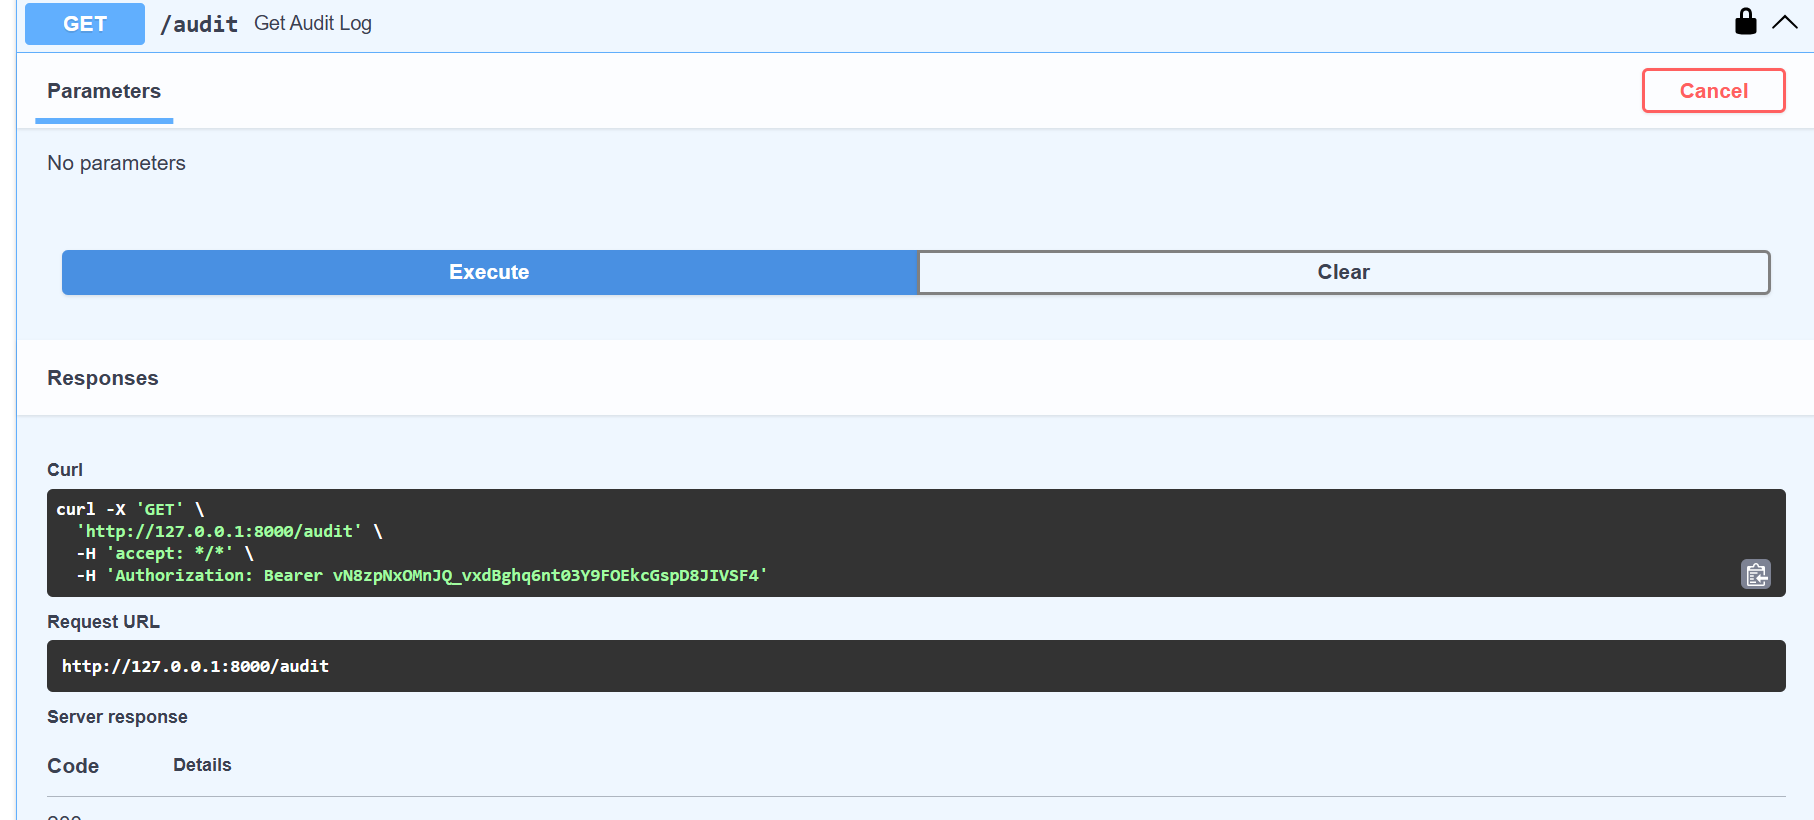 GET /audit Get Audit Log
Parameters
Cancel
No parameters
Execute
Clear
Responses
Curl
curl -X 'GET' \
'http://127.0.0.1:8000/audit' \
-H 'accept: */*' \
-H 'Authorization: Bearer vN8zpNxOMnJQ_vxdBghq6nt03Y9FOEkcGspD8JIVSF4'
Request URL
http://127.0.0.1:8000/audit
Server response
Code Details